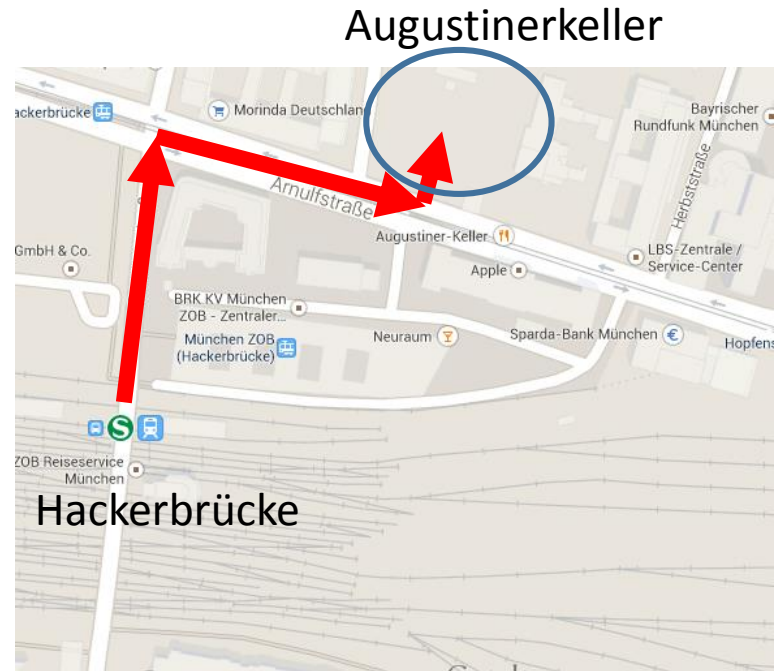 Augustinerkeller
ackerbrücke
Morinda Deutschlan
Bayrischer
Rundfunk München
Herbststraße
Arnulfstraße
Augustiner-Keller
GmbH & Co.
LBS-Zentrale /
Service-Center
Apple
BRK KV München
ZOB - Zentraler...
München ZOB
(Hackerbrücke)
Neuraum
Sparda-Bank München
€
Hopfens
S
ZOB Reiseservice
München
Hackerbrücke